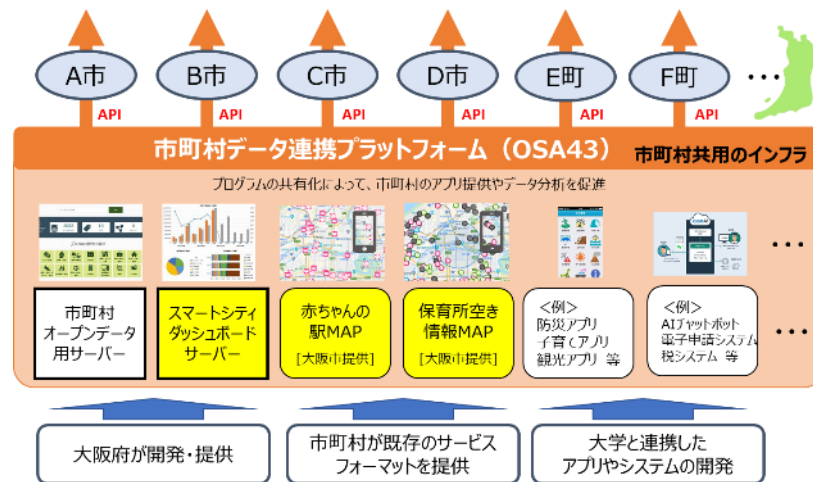 A市
B市
C市
D市
E町
F町
・・・
API
API
API
API
API
API
市町村データ連携プラットフォーム（OSA43）
市町村共用のインフラ
プログラムの共有化によって、市町村のアプリ提供やデータ分析を促進
・・・
市町村
オープンデータ
用サーバー
スマートシティ
ダッシュボード
サーバー
赤ちゃんの
駅MAP
[大阪市提供]
保育所空き
情報MAP
[大阪市提供]
＜例＞
防災アプリ
子育てアプリ
観光アプリ 等
＜例＞
AIチャットボット
電子申請システム
税システム 等
・・・
大阪府が開発・提供
市町村が既存のサービス
フォーマットを提供
大学と連携した
アプリやシステムの開発